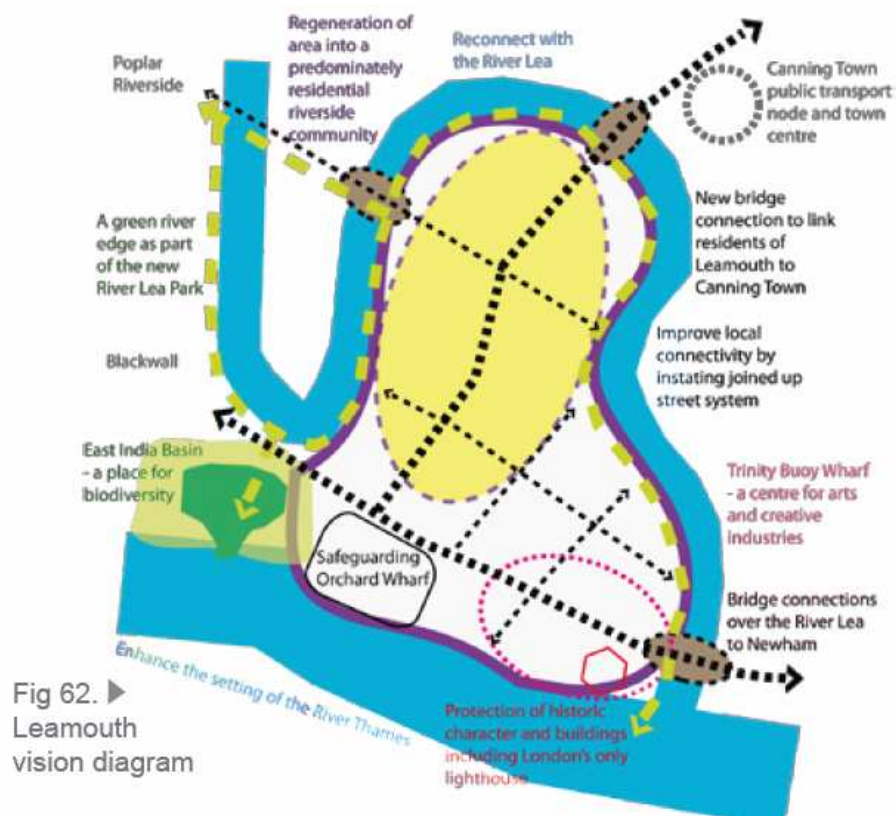 Poplar
Riverside
Regeneration of
area into a
predominately
residential
riverside
community
Reconnect with
the River Lea
Canning Town
public transport
node and town
centre
A green river
edge as part
of the new
River Lea Park
New bridge
connection to link
residents of
Leamouth to
Canning Town
Blackwall
Improve local
connectivity by
instating joined up
street system
East India Basin
- a place for
biodiversity
Trinity Buoy Wharf
- a centre for arts
and creative
industries
Safeguarding
Orchard Wharf
Bridge connections
over the River Lea
to Newham
Enhance the setting of the River Thames
Protection of historic
character and buildings
including London's only
lighthouse
Fig 62. ▶
Leamouth
vision diagram